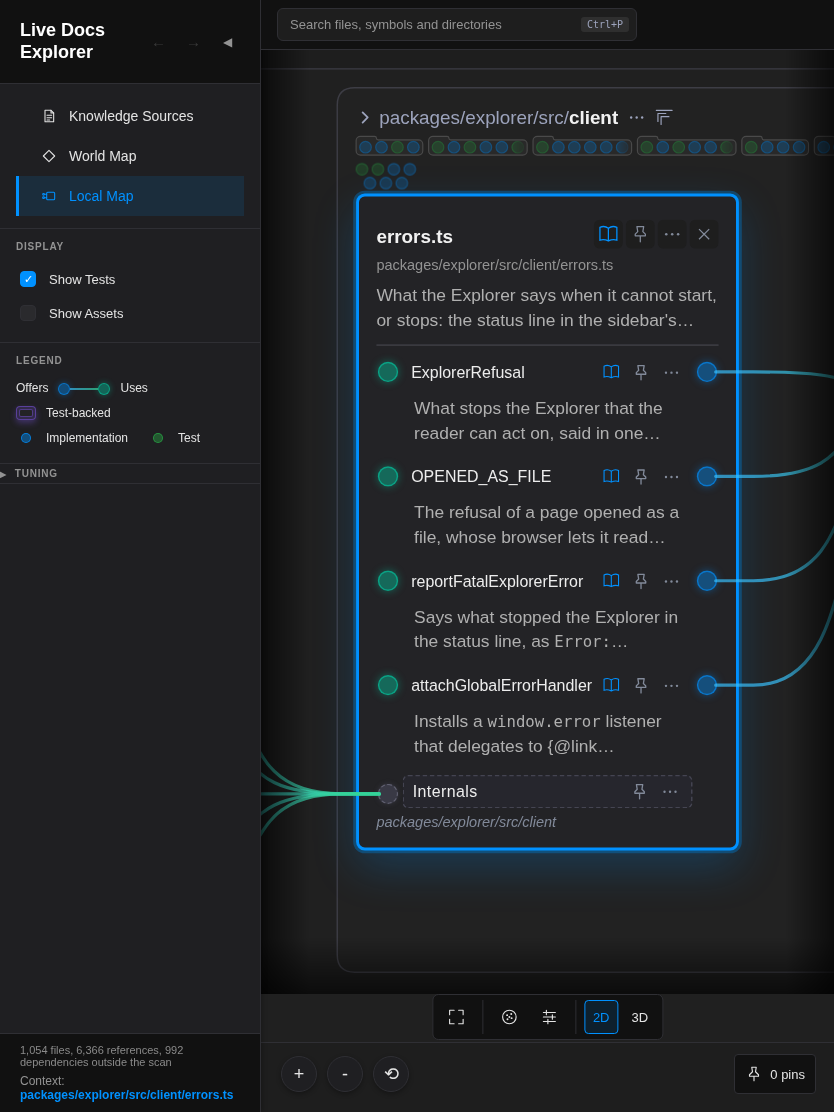 Live Docs
Explorer
Search files, symbols and directories
Ctrl+P
Knowledge Sources
World Map
Local Map
DISPLAY
Show Tests
Show Assets
LEGEND
Offers
Uses
Test-backed
Implementation
Test
TUNING
packages/explorer/src/client
errors.ts
packages/explorer/src/client/errors.ts
What the Explorer says when it cannot start,
or stops: the status line in the sidebar's…
ExplorerRefusal
What stops the Explorer that the
reader can act on, said in one…
OPENED_AS_FILE
The refusal of a page opened as a
file, whose browser lets it read…
reportFatalExplorerError
Says what stopped the Explorer in
the status line, as Error:…
attachGlobalErrorHandler
Installs a window.error listener
that delegates to {@link…
Internals
packages/explorer/src/client
2D
3D
1,054 files, 6,366 references, 992
dependencies outside the scan
Context:
packages/explorer/src/client/errors.ts
+
-
0 pins